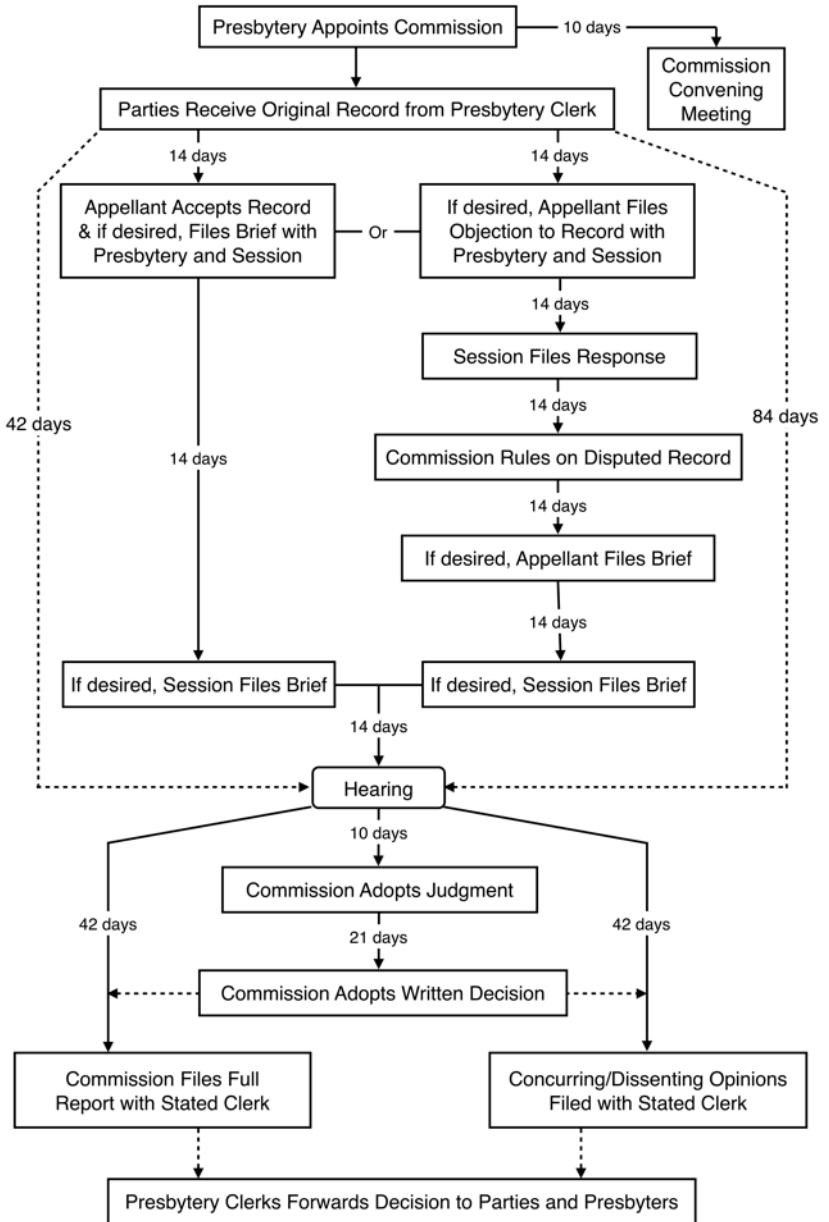 Presbytery Appoints Commission
10 days
Commission
Convening
Meeting
Parties Receive Original Record from Presbytery Clerk
14 days
14 days
Appellant Accepts Record
& if desired, Files Brief with
Presbytery and Session
Or
If desired, Appellant Files
Objection to Record with
Presbytery and Session
14 days
Session Files Response
14 days
42 days
84 days
14 days
Commission Rules on Disputed Record
14 days
If desired, Appellant Files Brief
14 days
If desired, Session Files Brief
If desired, Session Files Brief
14 days
Hearing
10 days
Commission Adopts Judgment
42 days
42 days
21 days
Commission Adopts Written Decision
Commission Files Full
Report with Stated Clerk
Concurring/Dissenting Opinions
Filed with Stated Clerk
Presbytery Clerks Forwards Decision to Parties and Presbyters